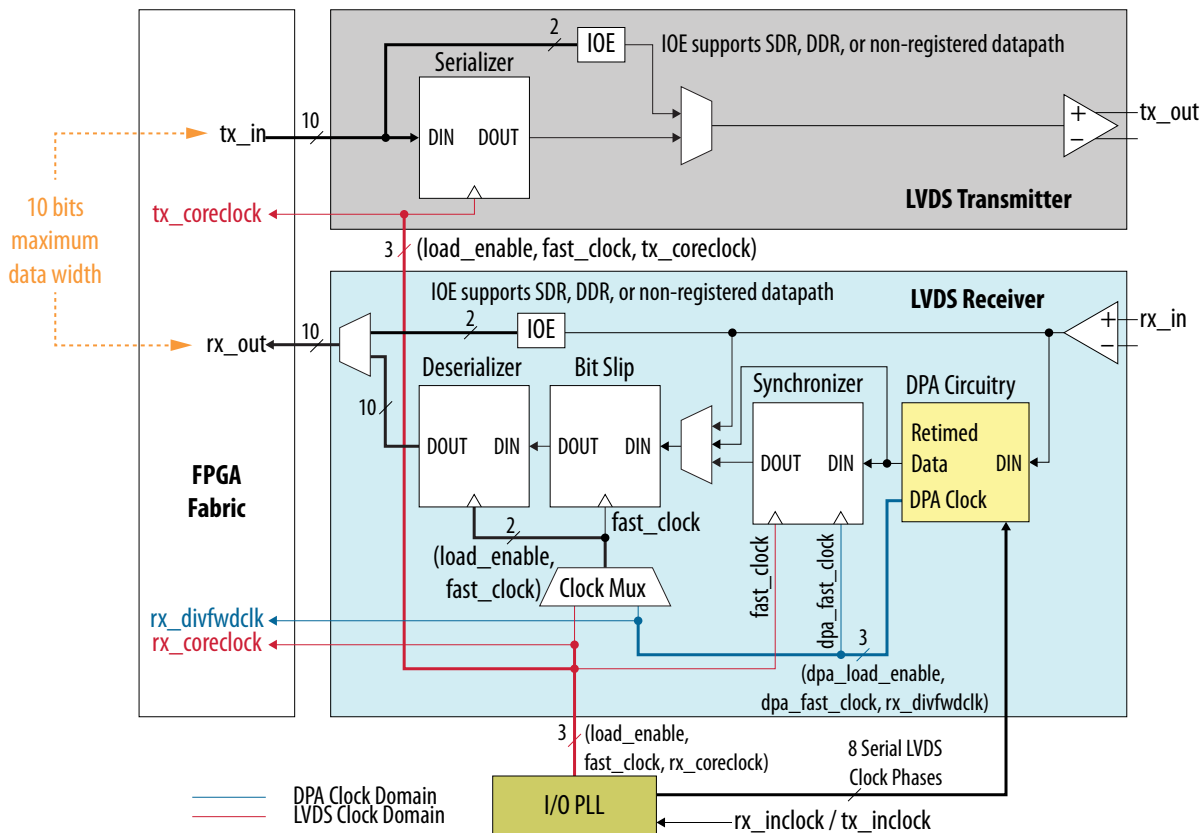 2
IOE
IOE supports SDR, DDR, or non-registered datapath
Serializer
tx_in
10
DIN
DOUT
+
−
tx_out
10 bits
maximum
data width
tx_coreclock
LVDS Transmitter
3
(load_enable, fast_clock, tx_coreclock)
IOE supports SDR, DDR, or non-registered datapath
LVDS Receiver
rx_out
10
2
IOE
+
−
rx_in
Deserializer
Bit Slip
Synchronizer
DPA Circuitry
10
DOUT
DIN
DOUT
DIN
DOUT
DIN
Retimed
Data
DIN
DPA Clock
FPGA
Fabric
2
fast_clock
(load_enable,
fast_clock)
Clock Mux
fast_clock
dpa_fast_clock
rx_divfwdclk
rx_coreclock
3
(dpa_load_enable,
dpa_fast_clock, rx_divfwdclk)
3
(load_enable,
fast_clock, rx_coreclock)
8 Serial LVDS
Clock Phases
DPA Clock Domain
LVDS Clock Domain
I/O PLL
rx_inclock / tx_inclock